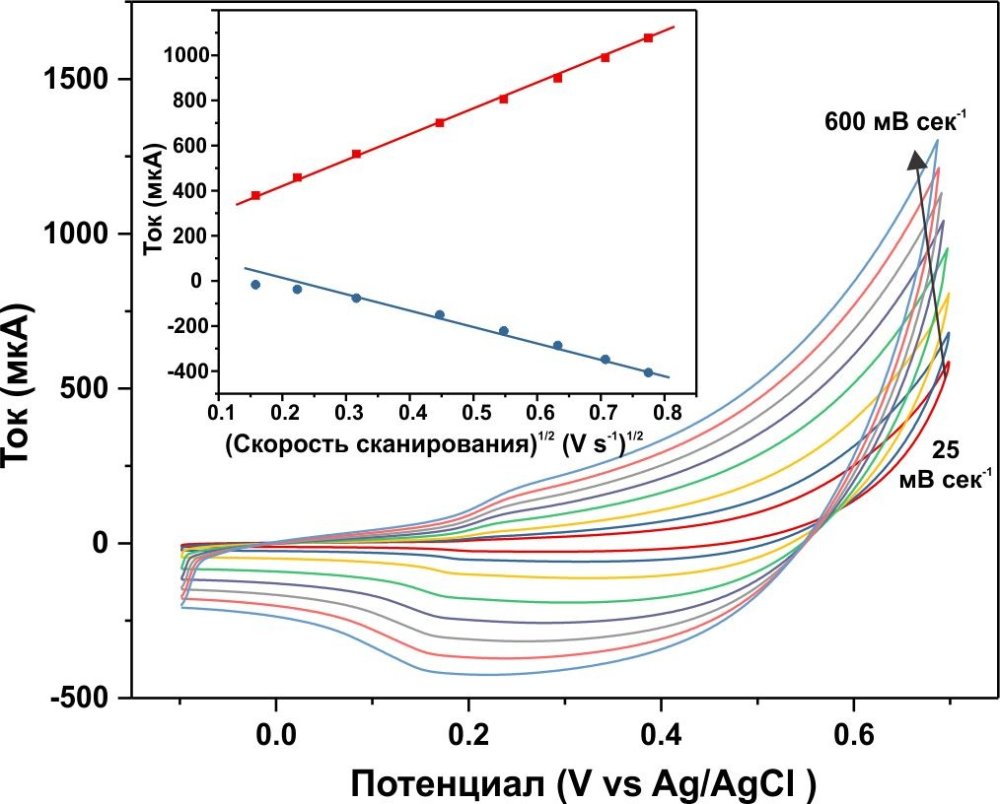 1000
800
600
400
200
0
-200
-400
Ток (мкА)
0.1 0.2 0.3 0.4 0.5 0.6 0.7 0.8
(Скорость сканирования)1/2 (V s-1)1/2
600 мВ сек-1
25
мВ сек-1
1500
1000
500
0
-500
Ток (мкА)
0.0 0.2 0.4 0.6
Потенциал (V vs Ag/AgCl )